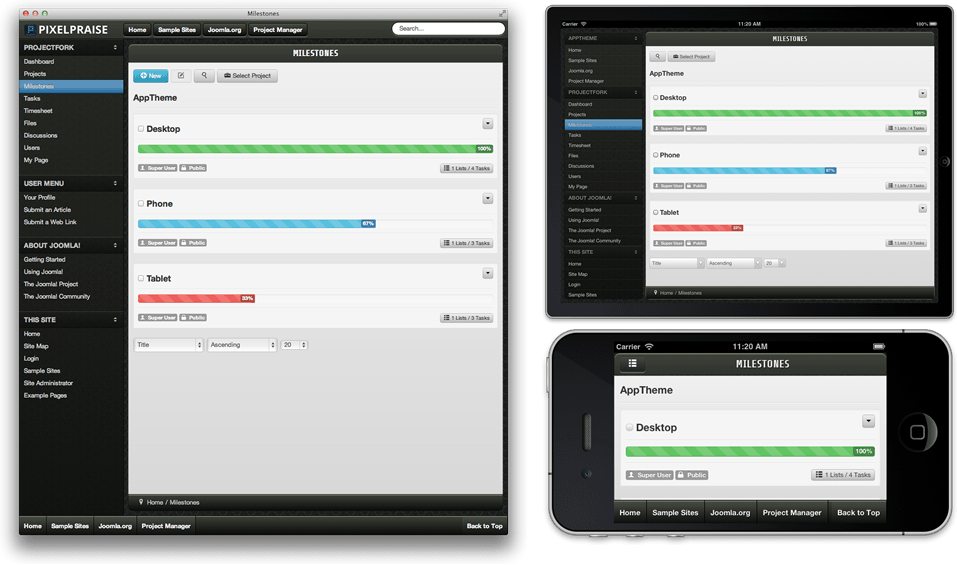 Milestones
PIXELPRAISE
Home
Sample Sites
Joomla.org
Project Manager
Search...
PROJECTFORK
Dashboard
Projects
Milestones
Tasks
Timesheet
Files
Discussions
Users
My Page
USER MENU
Your Profile
Submit an Article
Submit a Web Link
ABOUT JOOMLA!
Getting Started
Using Joomla!
The Joomla! Project
The Joomla! Community
THIS SITE
Home
Site Map
Login
Sample Sites
Site Administrator
Example Pages
MILESTONES
New
Select Project
AppTheme
Desktop
100%
Super User
Public
1 Lists / 4 Tasks
Phone
67%
Super User
Public
1 Lists / 3 Tasks
Tablet
33%
Super User
Public
1 Lists / 3 Tasks
Title
Ascending
20
Home / Milestones
Home
Sample Sites
Joomla.org
Project Manager
Back to Top
Carrier
11:20 AM
100%
APPTHEME
Home
Sample Sites
Joomla.org
Project Manager
PROJECTFORK
Dashboard
Projects
Milestones
Tasks
Timesheet
Files
Discussions
Users
My Page
ABOUT JOOMLA!
Getting Started
Using Joomla!
The Joomla! Project
The Joomla! Community
THIS SITE
Home
Site Map
Login
Sample Sites
MILESTONES
Select Project
AppTheme
Desktop
100%
Super User
Public
1 Lists / 4 Tasks
Phone
67%
Super User
Public
1 Lists / 3 Tasks
Tablet
33%
Super User
Public
1 Lists / 3 Tasks
Title
Ascending
20
Home / Milestones
Carrier
11:20 AM
MILESTONES
AppTheme
Desktop
100%
Super User
Public
1 Lists / 4 Tasks
Home
Sample Sites
Joomla.org
Project Manager
Back to Top